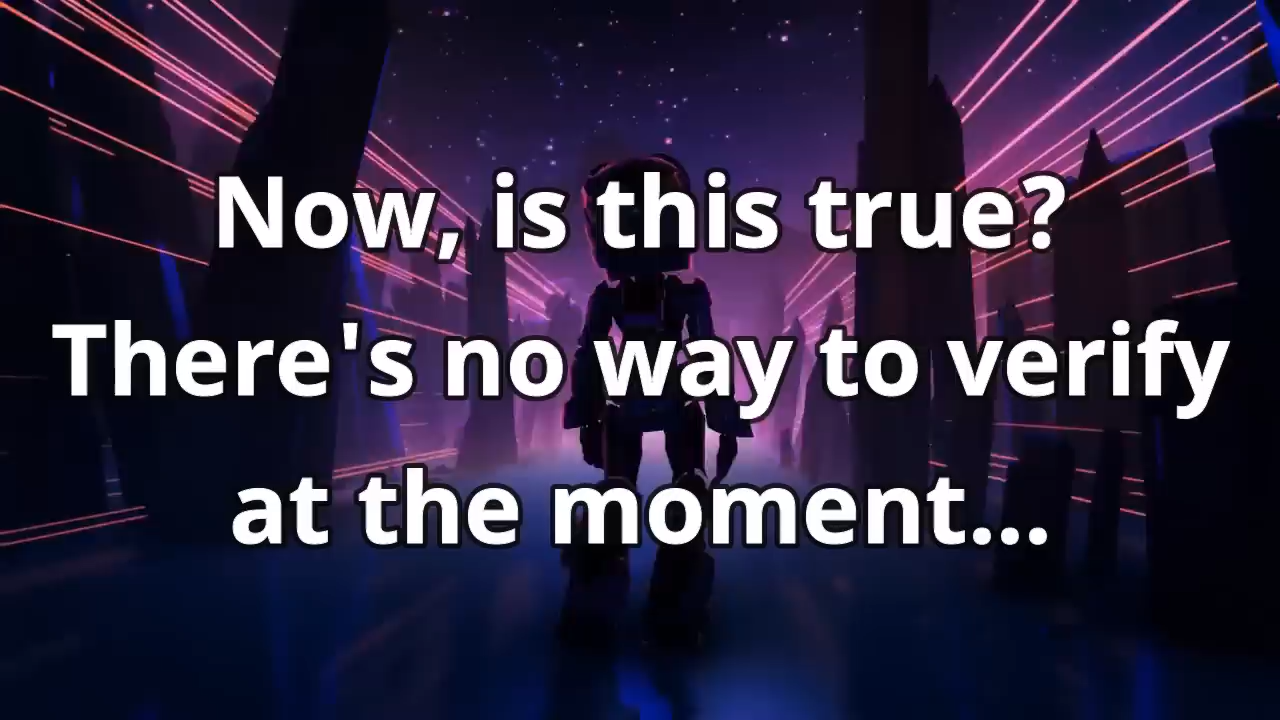 Now, is this true?
There's no way to verify
at the moment...